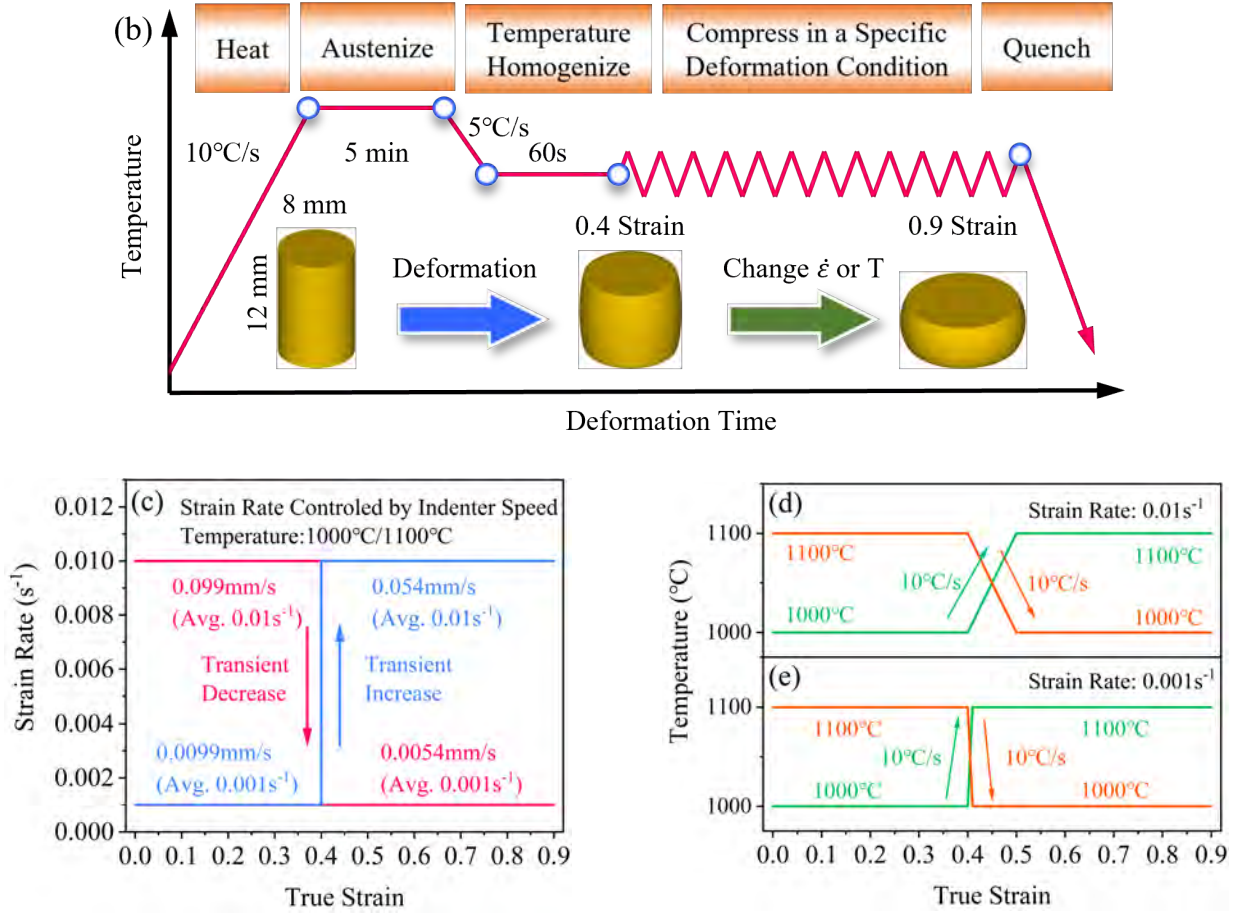 (b)
Heat
Austenize
Temperature
Homogenize
Compress in a Specific
Deformation Condition
Quench
Temperature
10°C/s
5 min
5°C/s
60s
8 mm
12 mm
Deformation
0.4 Strain
Change ε̇ or T
0.9 Strain
Deformation Time
(c)
Strain Rate Controled by Indenter Speed
Temperature:1000°C/1100°C
Strain Rate (s⁻¹)
0.012
0.010
0.008
0.006
0.004
0.002
0.000
0.099mm/s
(Avg. 0.01s⁻¹)
0.054mm/s
(Avg. 0.01s⁻¹)
Transient
Decrease
Transient
Increase
0.0099mm/s
(Avg. 0.001s⁻¹)
0.0054mm/s
(Avg. 0.001s⁻¹)
0.0 0.1 0.2 0.3 0.4 0.5 0.6 0.7 0.8 0.9
True Strain
Temperature (°C)
(d)
Strain Rate: 0.01s⁻¹
1100
1000
1100°C
1100°C
10°C/s
10°C/s
1000°C
1000°C
(e)
Strain Rate: 0.001s⁻¹
1100
1000
1100°C
1100°C
10°C/s
10°C/s
1000°C
1000°C
0.0 0.1 0.2 0.3 0.4 0.5 0.6 0.7 0.8 0.9
True Strain